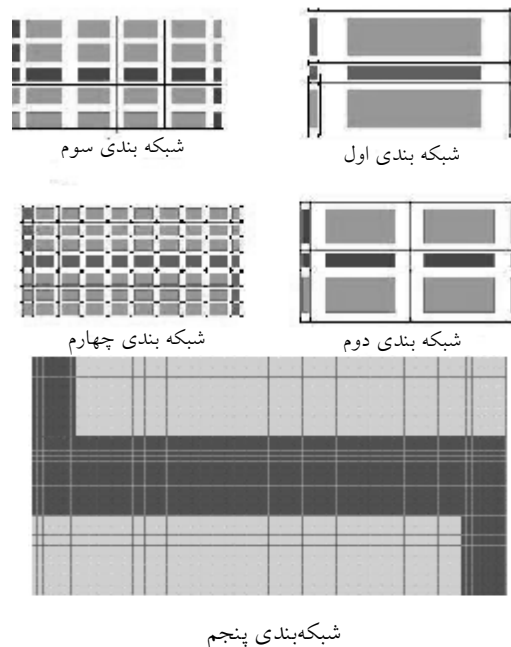 شبکه بندی سوم
شبکه بندی اول
شبکه بندی چهارم
شبکه بندی دوم
شبکه‌بندی پنجم